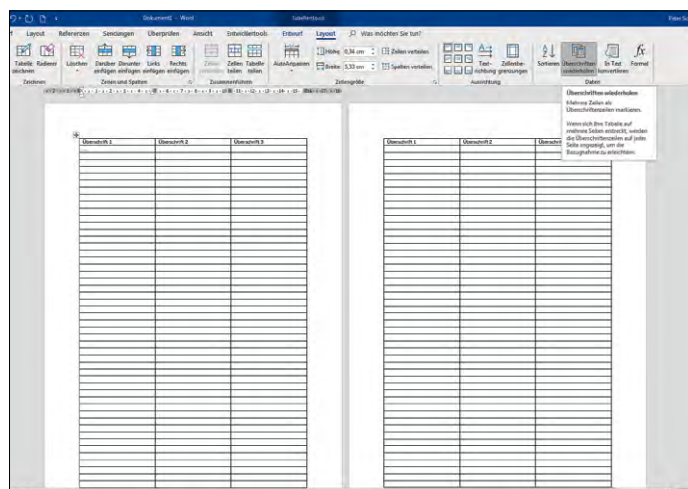 Dokument1 - Word
Tabellentools
Layout Referenzen Sendungen Überprüfen Ansicht Entwicklertools Entwurf Layout Was möchten Sie tun?
Tabelle zeichnen
Radierer
Löschen
Darüber einfügen
Darunter einfügen
Links einfügen
Rechts einfügen
Zellen teilen
Tabelle teilen
AutoAnpassen
Höhe: 0,34 cm
Breite: 5,33 cm
Zeilen verteilen
Spalten verteilen
Text-
richtung
Zellenbe-
grenzungen
Sortieren
Überschriften
wiederholen
In Text
konvertieren
Formel
Zeichnen
Zeilen und Spalten
Zusammenführen
Zellengröße
Ausrichtung
Daten
Überschriften wiederholen
Mehrere Zeilen als
Überschriftenzeilen markieren.
Wenn sich Ihre Tabelle auf
mehrere Seiten erstreckt, werden
die Überschriftenzeilen auf jeder
Seite angezeigt, um die
Bezugnahme zu erleichtern.
Überschrift 1 Überschrift 2 Überschrift 3
Überschrift 1 Überschrift 2